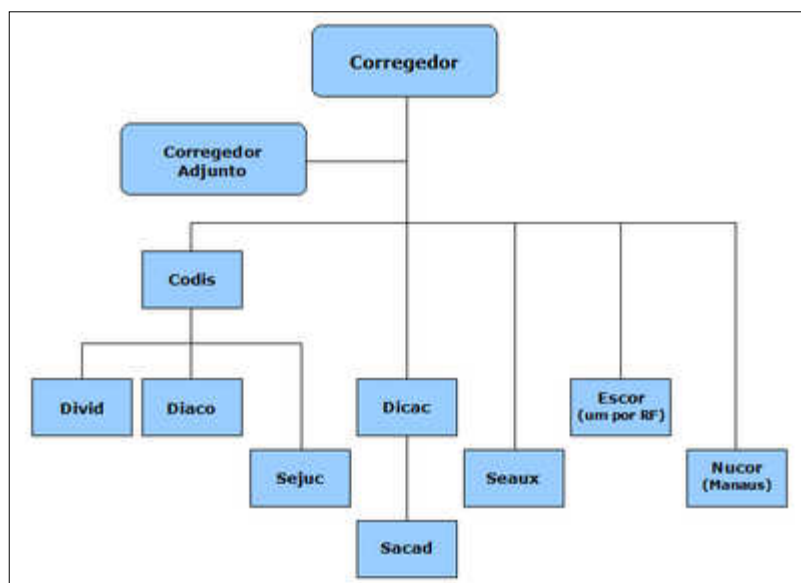 Corregedor
Corregedor
Adjunto
Codis
Divid
Diaco
Dicac
Escor
(um por RF)
Sejuc
Seaux
Nucor
(Manaus)
Sacad